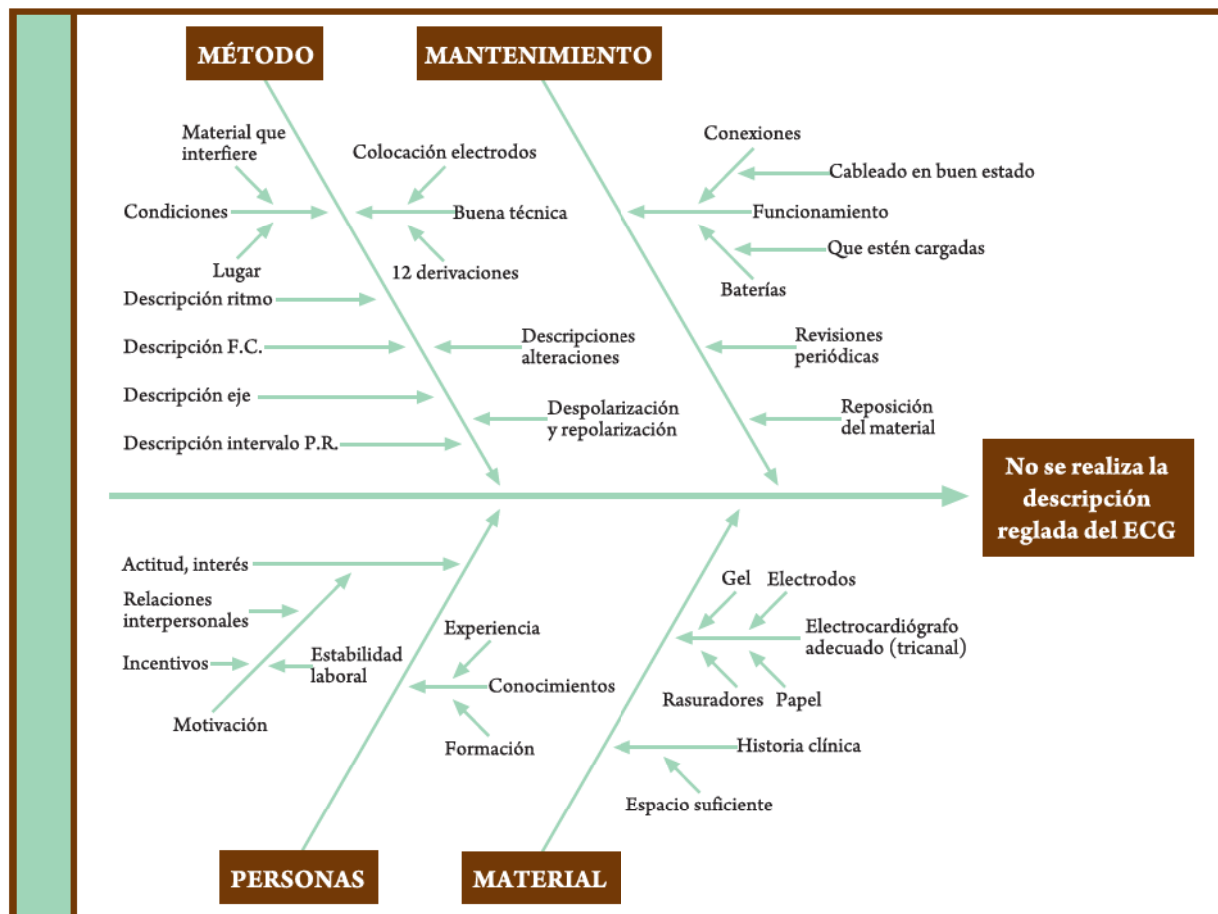 MÉTODO
MANTENIMIENTO
Material que
interfiere
Colocación electrodos
Condiciones
Buena técnica
Lugar
12 derivaciones
Descripción ritmo
Descripción F.C.
Descripciones
alteraciones
Descripción eje
Despolarización
y repolarización
Descripción intervalo P.R.
Conexiones
Cableado en buen estado
Funcionamiento
Que estén cargadas
Baterías
Revisiones
periódicas
Reposición
del material
No se realiza la
descripción
reglada del ECG
Actitud, interés
Relaciones
interpersonales
Incentivos
Estabilidad
laboral
Motivación
Experiencia
Conocimientos
Formación
Gel
Electrodos
Electrocardiógrafo
adecuado (tricanal)
Rasuradores
Papel
Historia clínica
Espacio suficiente
PERSONAS
MATERIAL